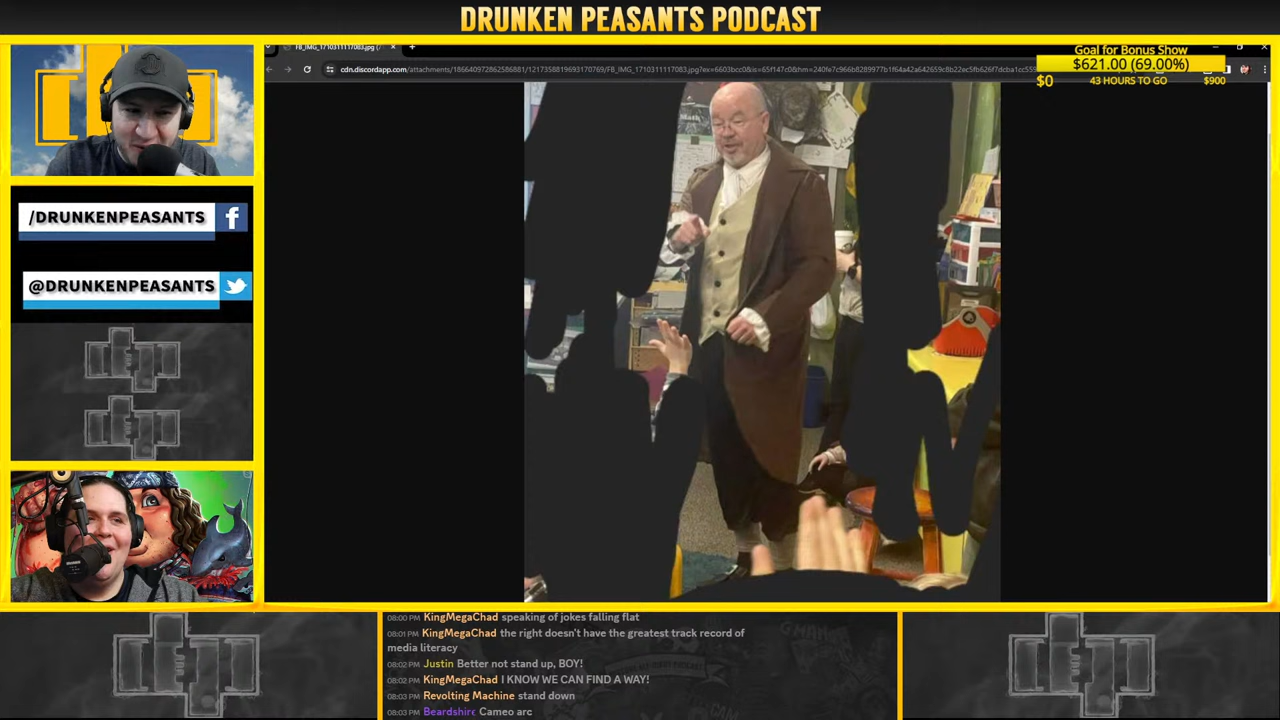 DRUNKEN PEASANTS PODCAST
F8_IMG_1710311117083.jpg
Goal for Bonus Show
$621.00 (69.00%)
$0 43 HOURS TO GO $900
/DRUNKENPEASANTS
@DRUNKENPEASANTS
Math
08:00 PM KingMegaChad speaking of jokes falling flat
08:01 PM KingMegaChad the right doesn't have the greatest track record of
media literacy
08:02 PM Justin Better not stand up, BOY!
08:02 PM KingMegaChad I KNOW WE CAN FIND A WAY!
08:03 PM Revolting Machine stand down
08:03 PM Beardshire Cameo arc